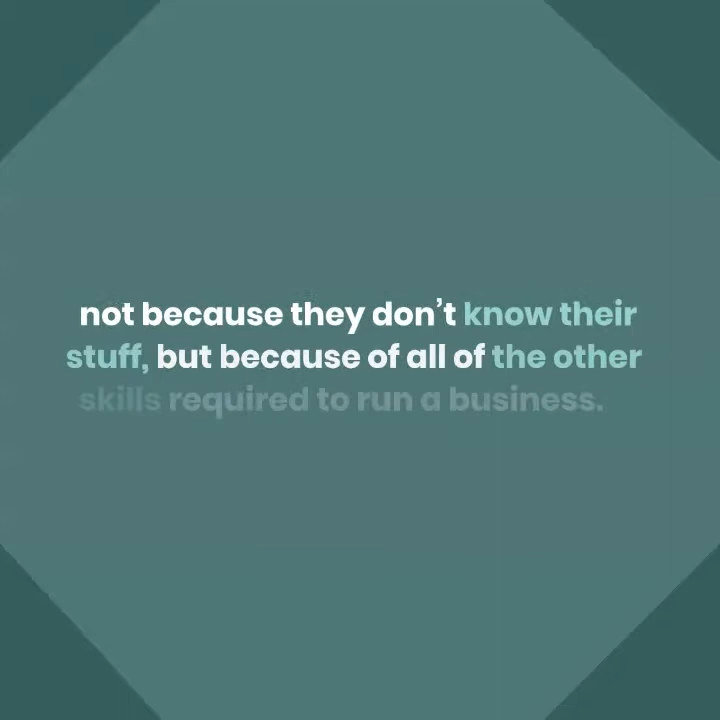 not because they don’t know their
stuff, but because of all of the other
skills required to run a business.